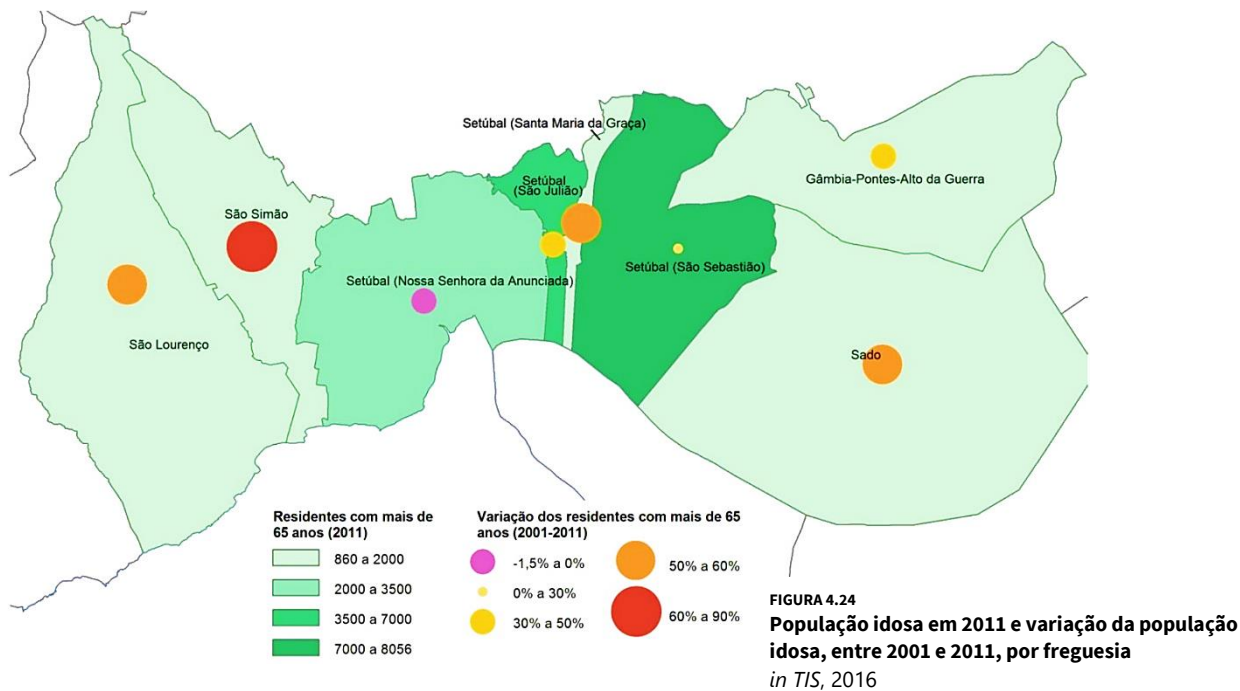 Setúbal (Santa Maria da Graça)
Setúbal
(São Julião)
Gâmbia-Pontes-Alto da Guerra
São Simão
Setúbal (São Sebastião)
Setúbal (Nossa Senhora da Anunciada)
São Lourenço
Sado
Residentes com mais de
65 anos (2011)
860 a 2000
2000 a 3500
3500 a 7000
7000 a 8056
Variação dos residentes com mais de 65
anos (2001-2011)
-1,5% a 0%
0% a 30%
30% a 50%
50% a 60%
60% a 90%
FIGURA 4.24
População idosa em 2011 e variação da população
idosa, entre 2001 e 2011, por freguesia
in TIS, 2016